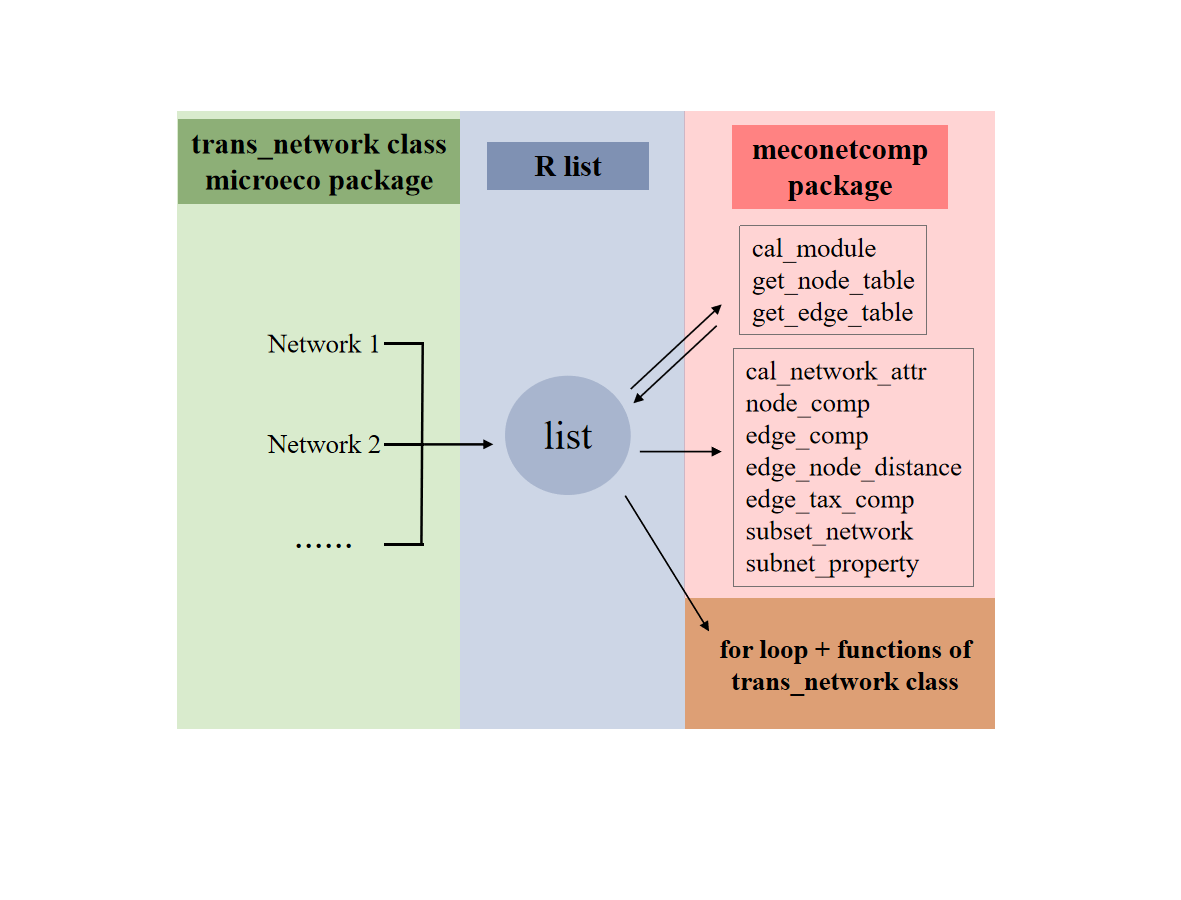 trans_network class
microeco package
Network 1
Network 2
......
R list
list
meconetcomp
package
cal_module
get_node_table
get_edge_table
cal_network_attr
node_comp
edge_comp
edge_node_distance
edge_tax_comp
subset_network
subnet_property
for loop + functions of
trans_network class